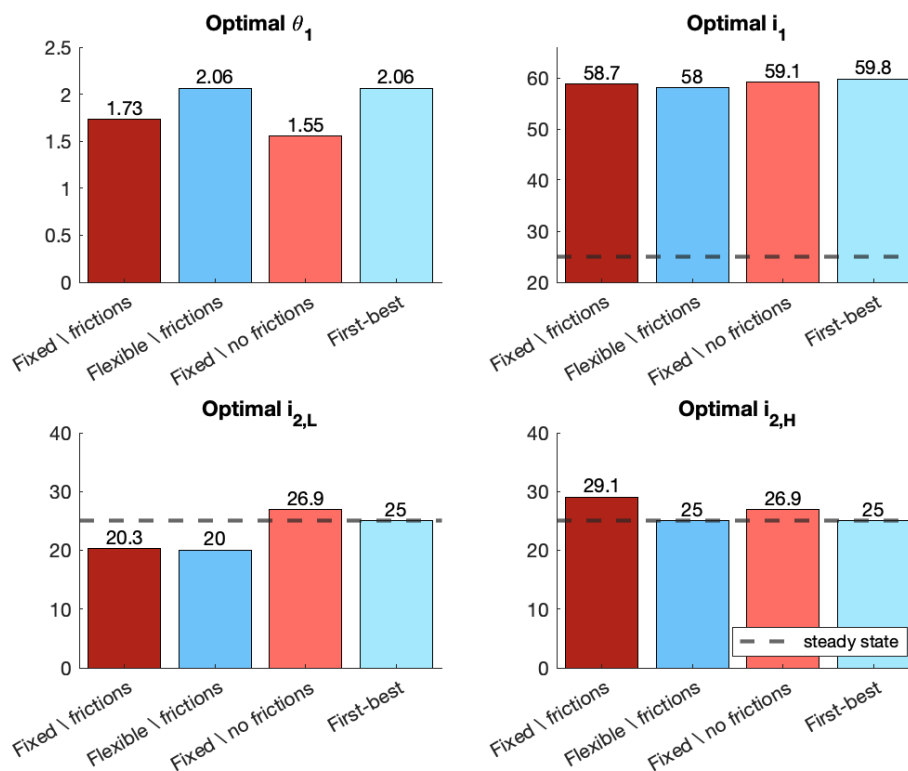 Optimal θ1
2.5
2
1.5
1
0.5
0
1.73
2.06
1.55
2.06
Fixed \ frictions
Flexible \ frictions
Fixed \ no frictions
First-best
Optimal i1
60
50
40
30
20
58.7
58
59.1
59.8
Fixed \ frictions
Flexible \ frictions
Fixed \ no frictions
First-best
Optimal i2,L
40
30
20
10
0
20.3
20
26.9
25
Fixed \ frictions
Flexible \ frictions
Fixed \ no frictions
First-best
Optimal i2,H
40
30
20
10
0
29.1
25
26.9
25
steady state
Fixed \ frictions
Flexible \ frictions
Fixed \ no frictions
First-best